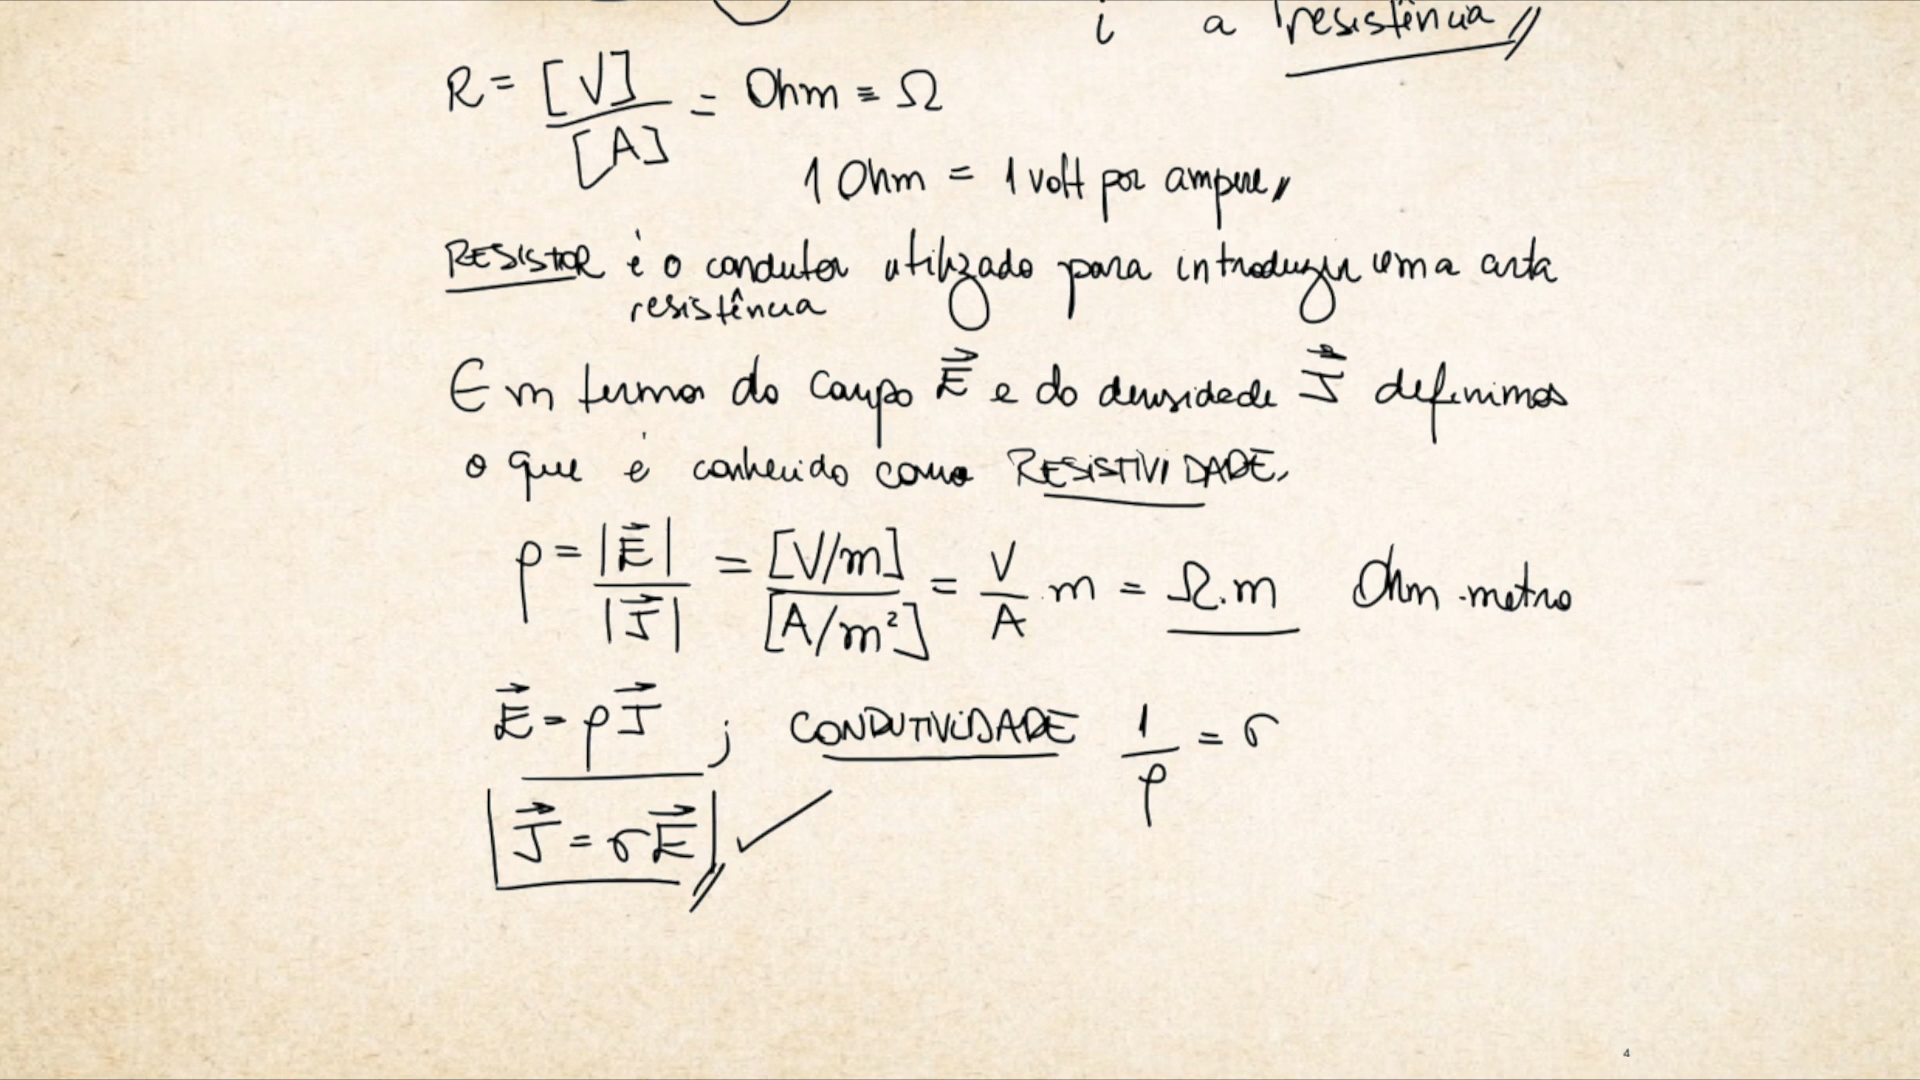 i a resistência
R = [V] / [A] = Ohm ≡ Ω
1 Ohm = 1 volt por ampere
RESISTOR é o condutor utilizado para introduzir uma certa
resistência
Em termos do campo E⃗ e do densidade J⃗ definimos
o que é conhecido como RESISTIVIDADE.
ρ = |E⃗| / |J⃗| = [V/m] / [A/m²] = V/A · m = Ω.m Ohm-metro
E⃗ = ρJ⃗ ; CONDUTIVIDADE 1/ρ = σ
J⃗ = σE⃗
4